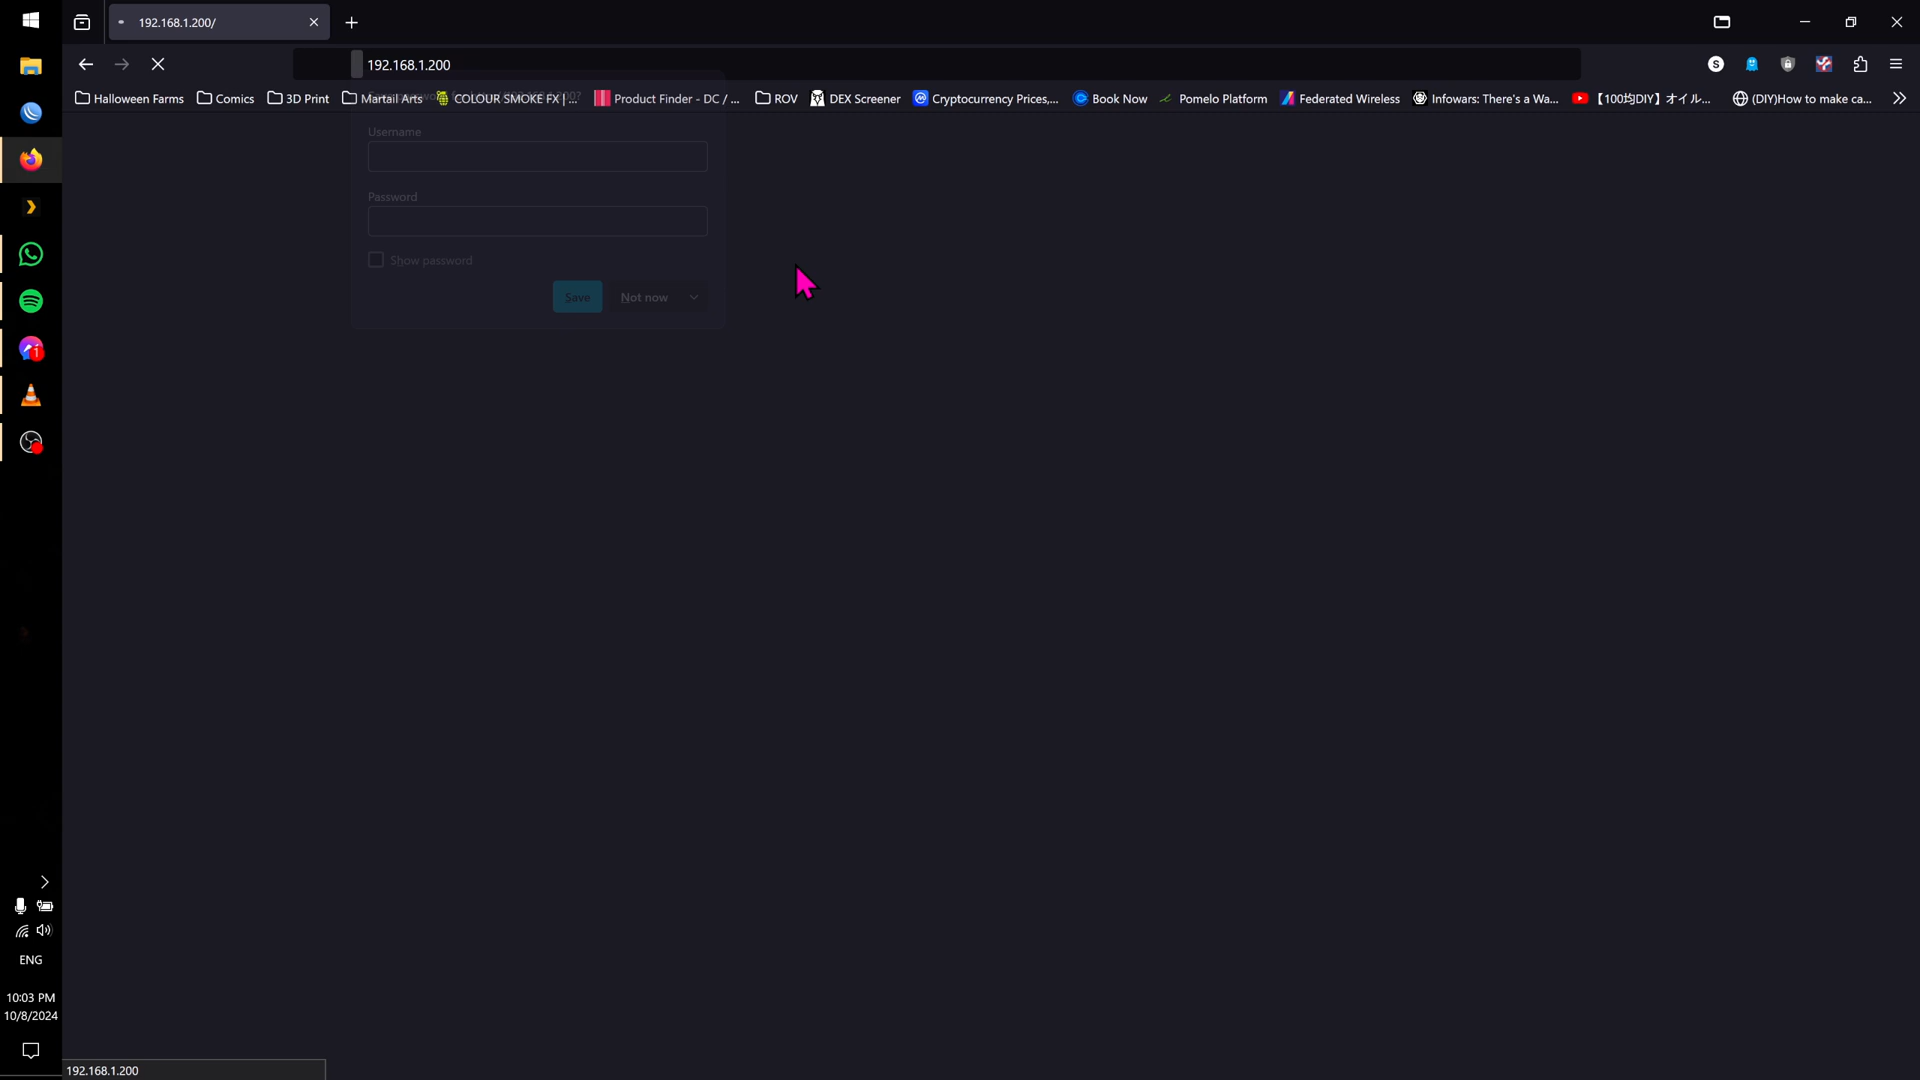 192.168.1.200/
192.168.1.200
Halloween Farms
Comics
3D Print
Martail Arts
COLOUR SMOKE FX | ...
Product Finder - DC / ...
ROV
DEX Screener
Cryptocurrency Prices,...
Book Now
Pomelo Platform
Federated Wireless
Infowars: There's a Wa...
【100均DIY】オイル...
(DIY)How to make ca...
Username
Password
Show password
Save
Not now
S
1
ENG
10:03 PM
10/8/2024
192.168.1.200